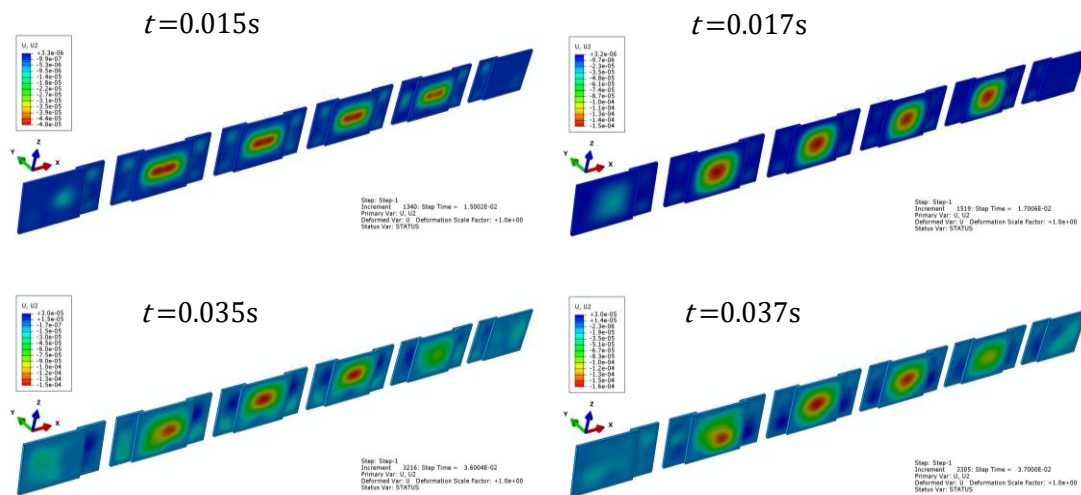 t=0.015s
U, U2
+3.3e-06
-9.9e-07
-5.3e-06
-9.5e-06
-1.4e-05
-1.8e-05
-2.2e-05
-2.7e-05
-3.1e-05
-3.5e-05
-3.9e-05
-4.4e-05
-4.8e-05
Y
Z
X
Step: Step-1
Increment 1340: Step Time = 1.5002E-02
Primary Var: U, U2
Deformed Var: U Deformation Scale Factor: +1.0e+00
Status Var: STATUS
t=0.017s
U, U2
+3.2e-06
-9.7e-06
-2.3e-05
-3.5e-05
-4.8e-05
-6.1e-05
-7.4e-05
-8.7e-05
-1.0e-04
-1.1e-04
-1.3e-04
-1.4e-04
-1.5e-04
Y
Z
X
Step: Step-1
Increment 1519: Step Time = 1.7006E-02
Primary Var: U, U2
Deformed Var: U Deformation Scale Factor: +1.0e+00
Status Var: STATUS
t=0.035s
U, U2
+3.0e-05
+1.5e-05
-1.7e-07
-1.5e-05
-3.0e-05
-4.5e-05
-6.0e-05
-7.5e-05
-9.0e-05
-1.0e-04
-1.2e-04
-1.3e-04
-1.5e-04
Y
Z
X
Step: Step-1
Increment 3216: Step Time = 3.6004E-02
Primary Var: U, U2
Deformed Var: U Deformation Scale Factor: +1.0e+00
Status Var: STATUS
t=0.037s
U, U2
+3.0e-05
+1.4e-05
-2.3e-06
-1.9e-05
-3.5e-05
-5.1e-05
-6.7e-05
-8.3e-05
-1.0e-04
-1.2e-04
-1.3e-04
-1.5e-04
-1.6e-04
Y
Z
X
Step: Step-1
Increment 3305: Step Time = 3.7000E-02
Primary Var: U, U2
Deformed Var: U Deformation Scale Factor: +1.0e+00
Status Var: STATUS